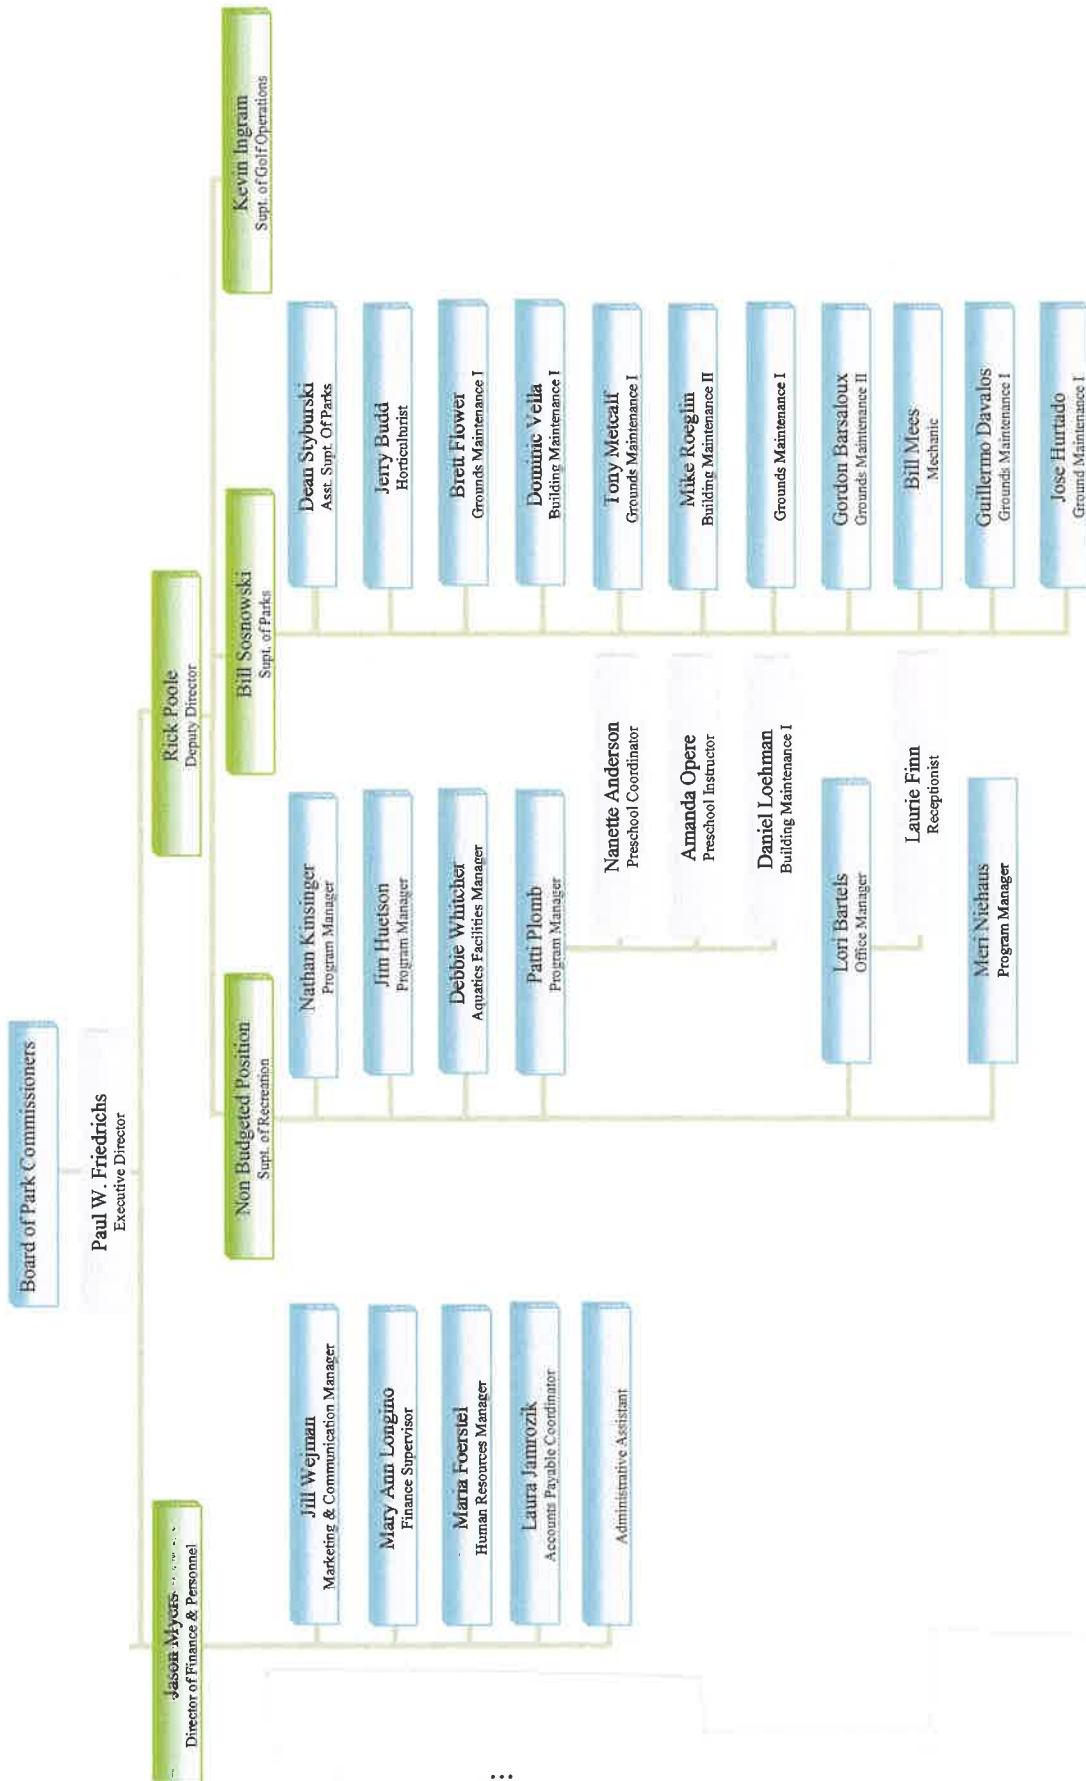 Board of Park Commissioners
Paul W. Friedrichs
Executive Director
Jason Myers
Director of Finance & Personnel
Jill Wejman
Marketing & Communication Manager
Mary Ann Longino
Finance Supervisor
Maria Foerstel
Human Resources Manager
Laura Jamrozik
Accounts Payable Coordinator
Administrative Assistant
Rick Poole
Deputy Director
Non Budgeted Position
Supt. of Recreation
Nathan Kinsinger
Program Manager
Jim Huetson
Program Manager
Debbie Whitcher
Aquatics Facilities Manager
Patti Plomb
Program Manager
Nanette Anderson
Preschool Coordinator
Amanda Opere
Preschool Instructor
Daniel Loehman
Building Maintenance I
Lori Bartels
Office Manager
Laurie Finn
Receptionist
Meri Niehaus
Program Manager
Bill Sosnowski
Supt. of Parks
Dean Styburski
Asst. Supt. Of Parks
Jerry Budd
Horticulturist
Brett Flower
Grounds Maintenance I
Dominic Vella
Building Maintenance I
Tony Metcalf
Grounds Maintenance I
Mike Roeglin
Building Maintenance II
Grounds Maintenance I
Gordon Barsaloux
Grounds Maintenance II
Bill Mees
Mechanic
Guillermo Davalos
Grounds Maintenance I
Jose Hurtado
Ground Maintenance I
Kevin Ingram
Supt. of Golf Operations